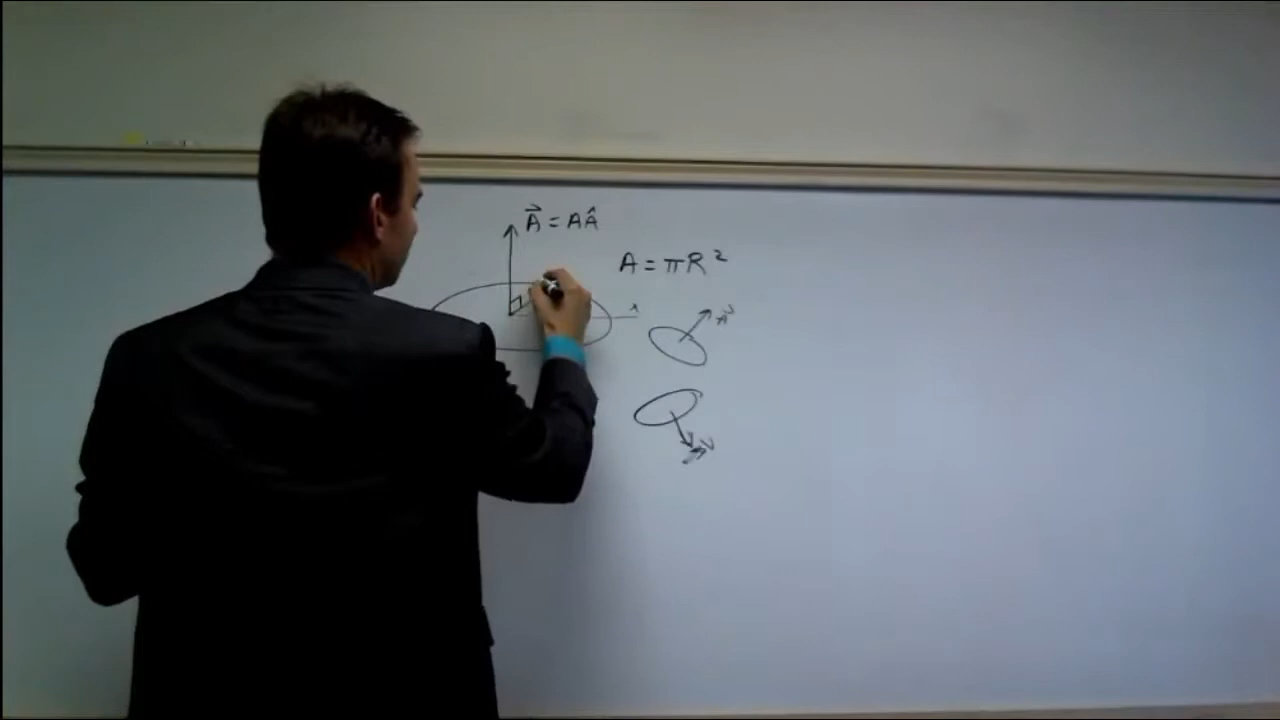 A⃗ = AÂ
A = πR²
x
A⃗